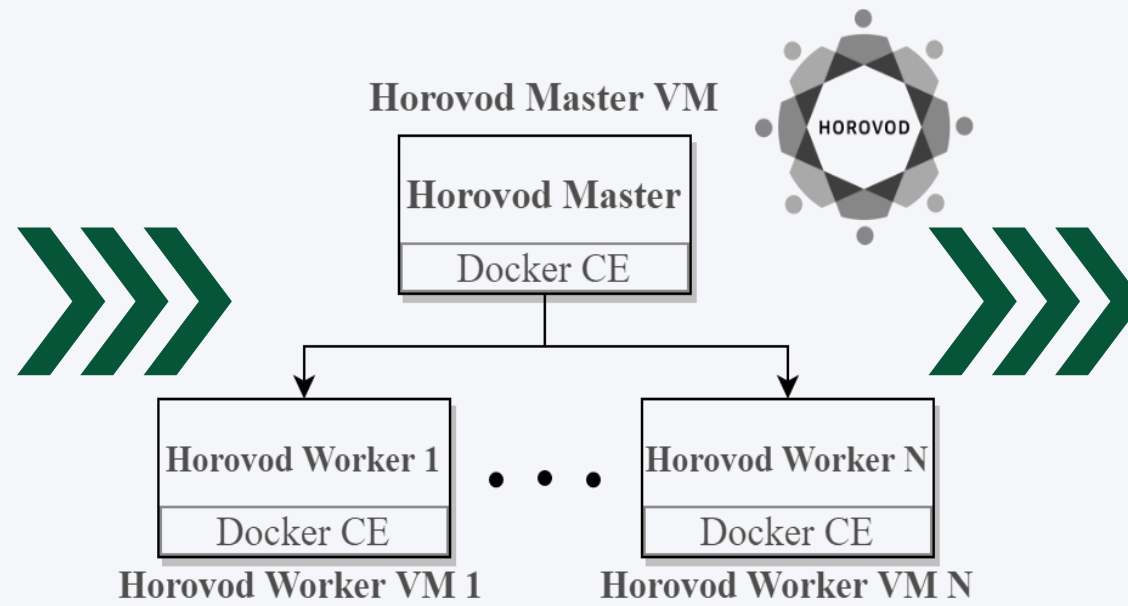 Horovod Master VM
HOROVOD
Horovod Master
Docker CE
Horovod Worker 1
Horovod Worker N
Docker CE
Docker CE
Horovod Worker VM 1
Horovod Worker VM N